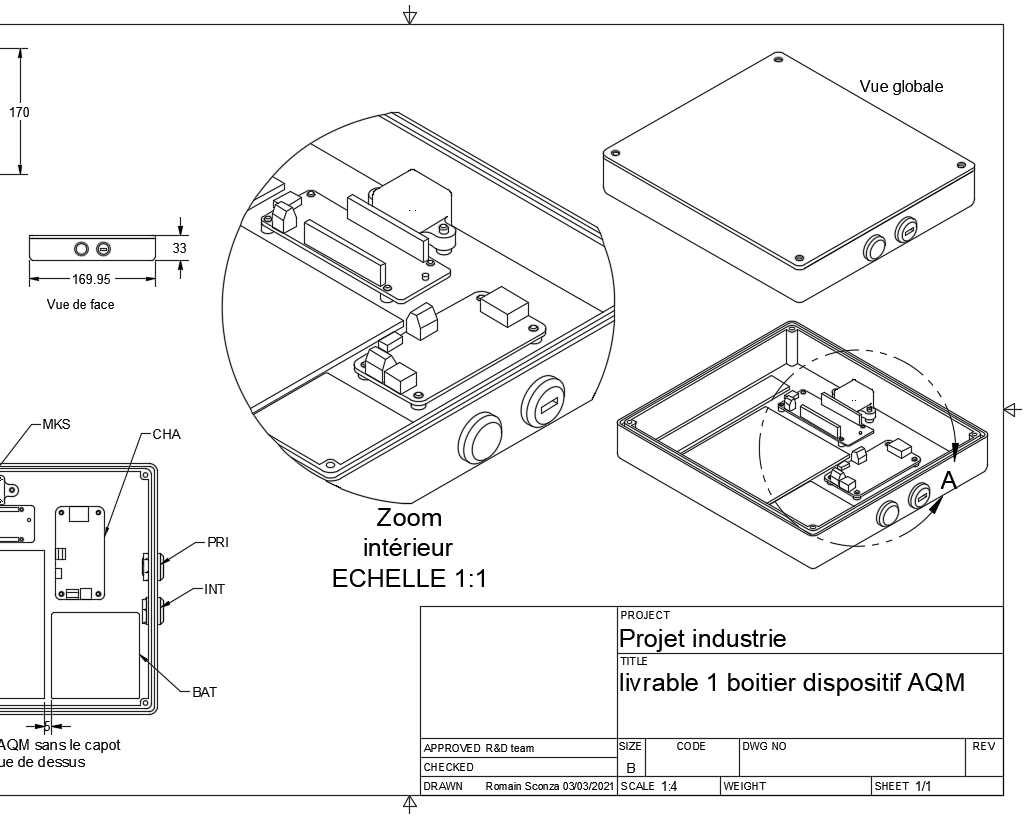 170
Vue globale
33
169.95
Vue de face
MKS
CHA
A
Zoom
intérieur
ECHELLE 1:1
PRI
INT
BAT
5
AQM sans le capot
ue de dessus
PROJECT
Projet industrie
TITLE
livrable 1 boitier dispositif AQM
APPROVED R&D team
SIZE CODE DWG NO REV
CHECKED
B
DRAWN Romain Sconza 03/03/2021 SCALE 1:4 WEIGHT SHEET 1/1